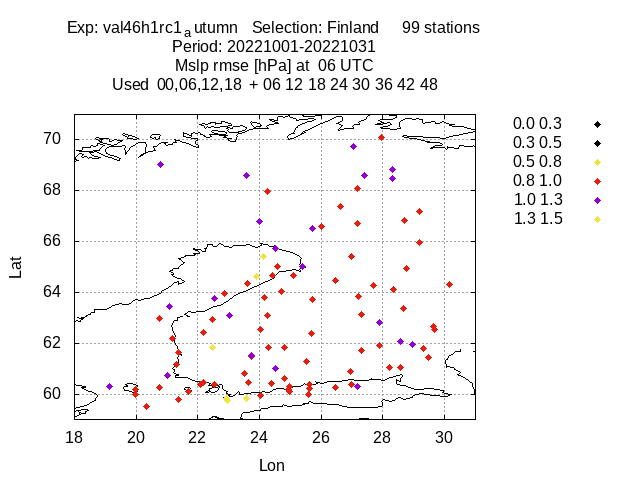 Exp: val46h1rc1ₐutumn Selection: Finland 99 stations
Period: 20221001-20221031
Mslp rmse [hPa] at 06 UTC
Used 00,06,12,18 + 06 12 18 24 30 36 42 48
0.0 0.3
0.3 0.5
0.5 0.8
0.8 1.0
1.0 1.3
1.3 1.5
Lat
70
68
66
64
62
60
18 20 22 24 26 28 30
Lon